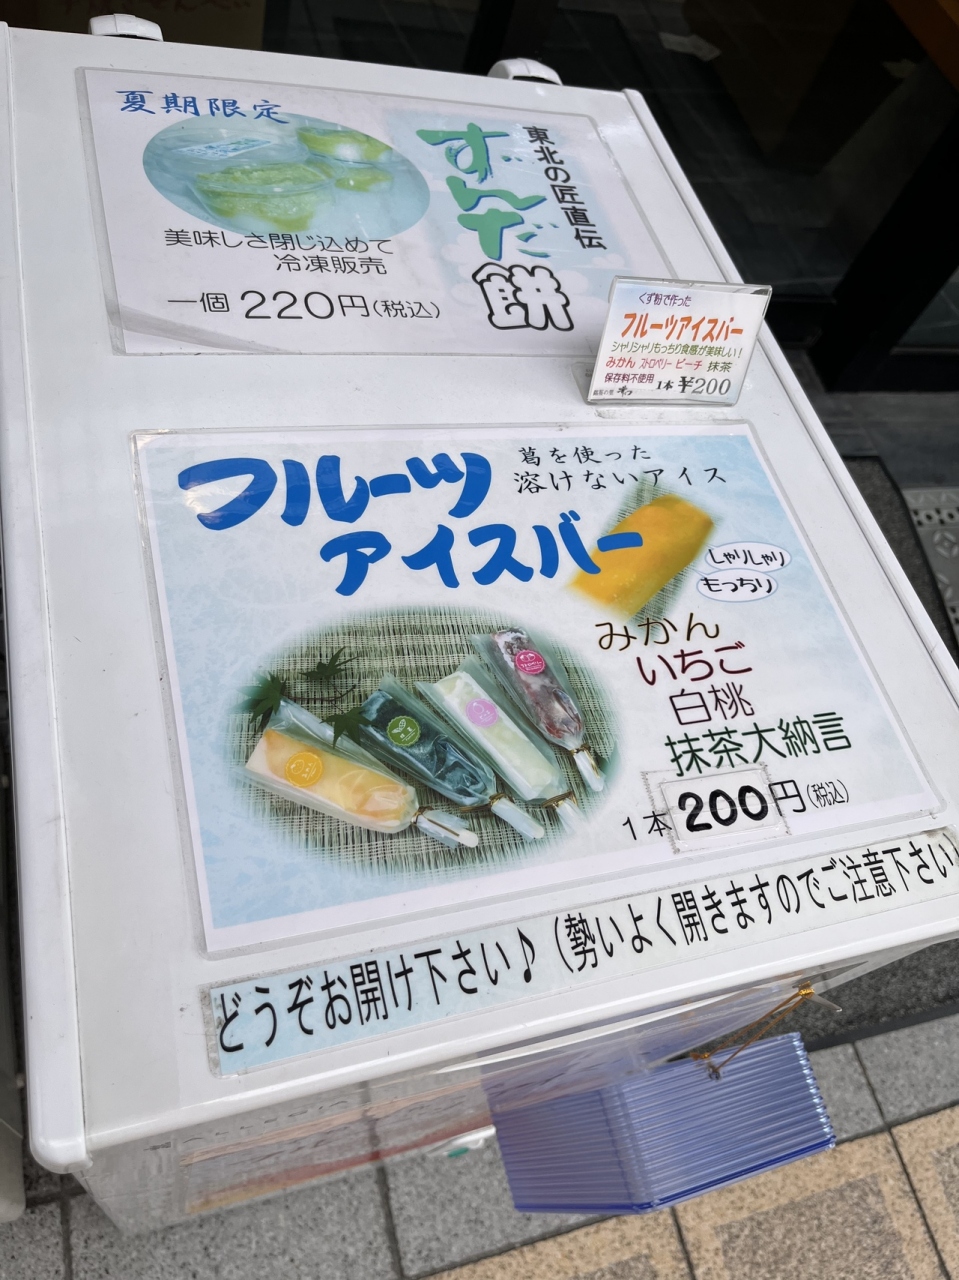 夏期限定
東北の匠直伝
ずんだ
餅
美味しさ閉じ込めて
冷凍販売
一個 220円(税込)
くず粉で作った
フルーツアイスバー
シャリシャリもっちり食感が美味しい!
みかん ストロベリー ピーチ 抹茶
保存料不使用 1本 ¥200
フルーツ
アイスバー
葛を使った
溶けないアイス
しゃりしゃり
もっちり
みかん
いちご
白桃
抹茶大納言
1本 200円(税込)
どうぞお開け下さい♪(勢いよく開きますのでご注意下さい)